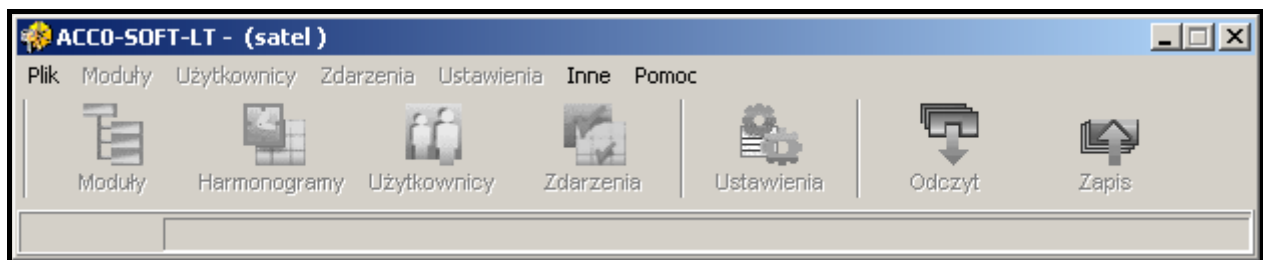 ACCO-SOFT-LT - (satel )
Plik Moduły Użytkownicy Zdarzenia Ustawienia Inne Pomoc
Moduły Harmonogramy Użytkownicy Zdarzenia Ustawienia Odczyt Zapis